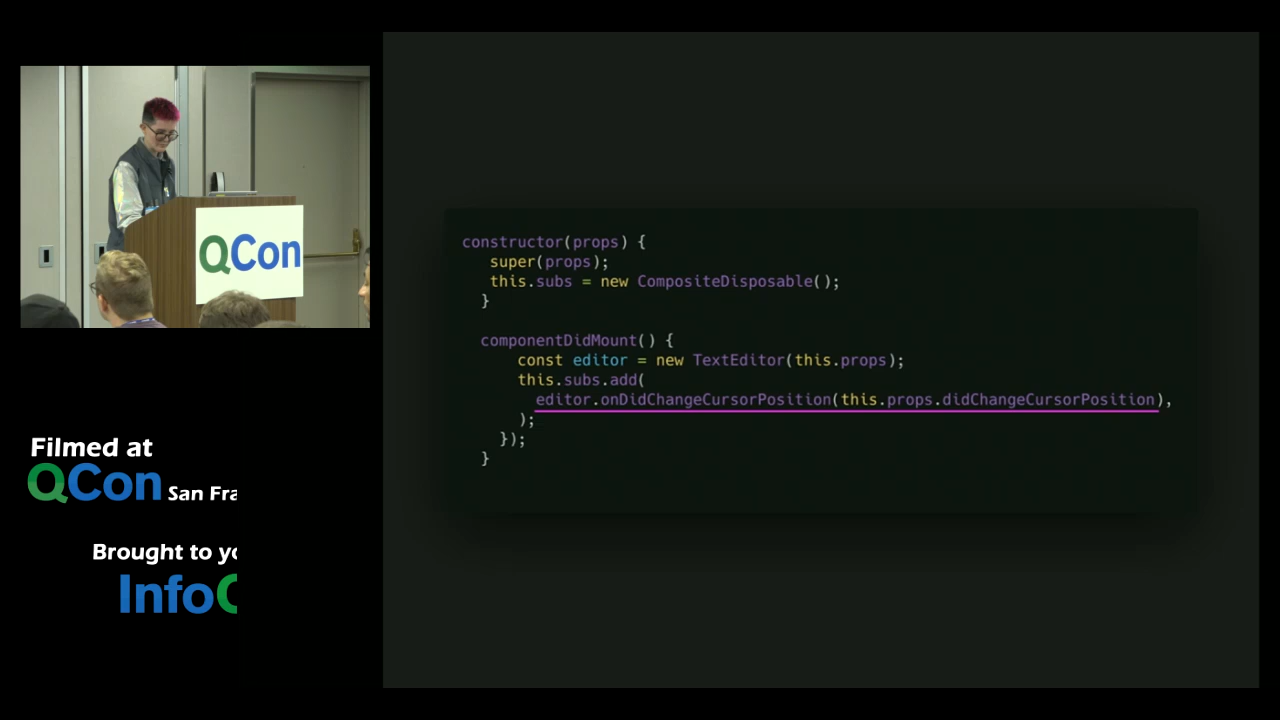 QCon
Filmed at
QCon San Fra
Brought to yo
InfoQ
constructor(props) {
super(props);
this.subs = new CompositeDisposable();
}
componentDidMount() {
const editor = new TextEditor(this.props);
this.subs.add(
editor.onDidChangeCursorPosition(this.props.didChangeCursorPosition),
);
});
}